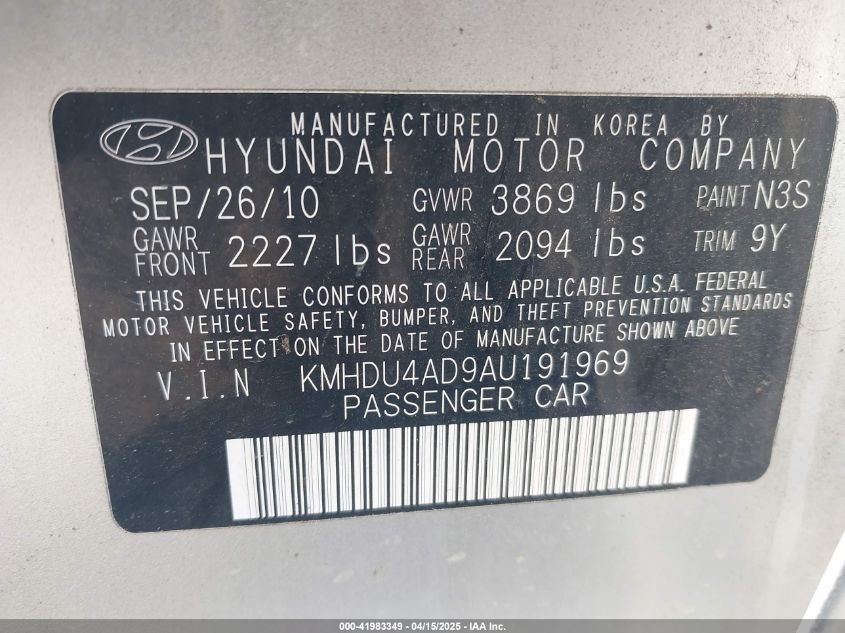 MANUFACTURED IN KOREA BY
HYUNDAI MOTOR COMPANY
SEP/26/10 GVWR 3869 lbs PAINT N3S
GAWR FRONT 2227 lbs GAWR REAR 2094 lbs TRIM 9Y
THIS VEHICLE CONFORMS TO ALL APPLICABLE U.S.A. FEDERAL
MOTOR VEHICLE SAFETY, BUMPER, AND THEFT PREVENTION STANDARDS
IN EFFECT ON THE DATE OF MANUFACTURE SHOWN ABOVE
V.I.N KMHDU4AD9AU191969
PASSENGER CAR
000-41983349 - 04/15/2025 - IAA Inc.